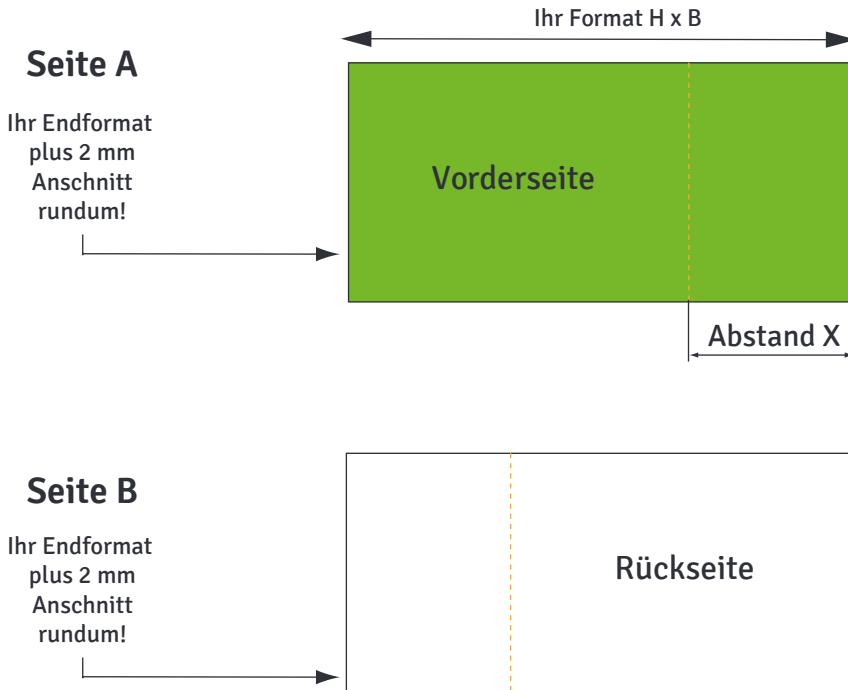 Ihr Format H x B
Seite A
Ihr Endformat
plus 2 mm
Anschnitt
rundum!
Vorderseite
Abstand X
Seite B
Ihr Endformat
plus 2 mm
Anschnitt
rundum!
Rückseite